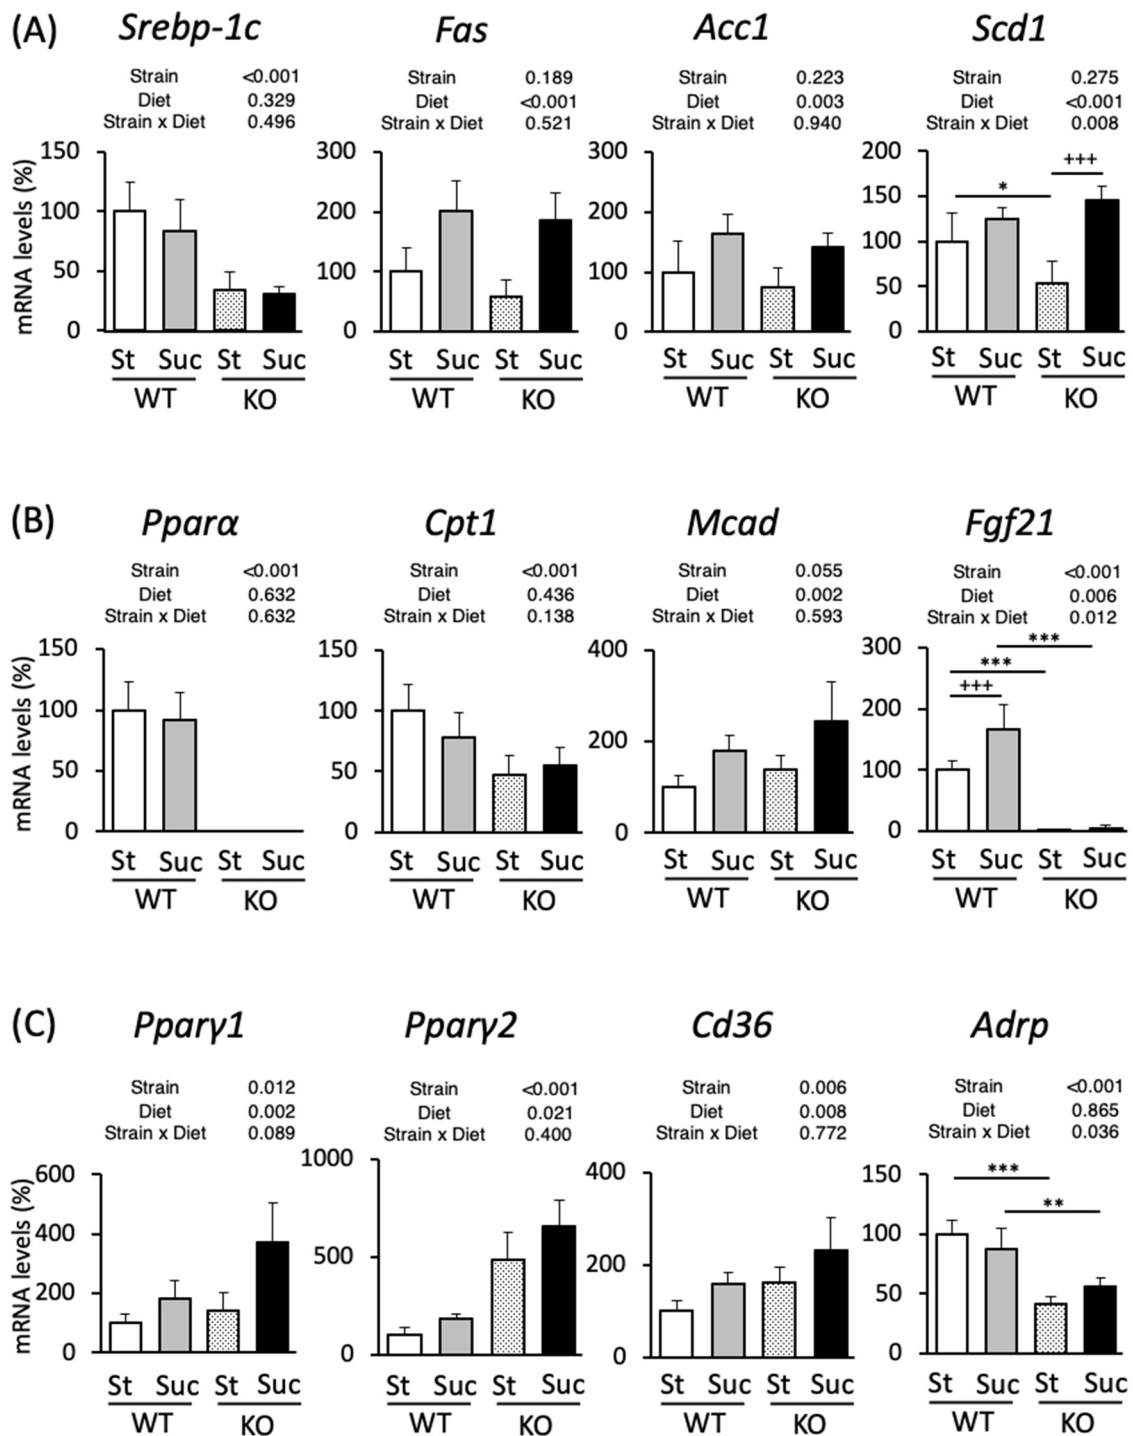 (A) Srebp-1c Fas Acc1 Scd1
Strain <0.001 Strain 0.189 Strain 0.223 Strain 0.275
Diet 0.329 Diet <0.001 Diet 0.003 Diet <0.001
Strain x Diet 0.496 Strain x Diet 0.521 Strain x Diet 0.940 Strain x Diet 0.008
mRNA levels (%)
150 300 300 200
100 200 200 150
50 100 100 100
0 0 0 50
0
* +++
St Suc St Suc St Suc St Suc St Suc St Suc St Suc St Suc
WT KO WT KO WT KO WT KO
(B) Pparα Cpt1 Mcad Fgf21
Strain <0.001 Strain <0.001 Strain 0.055 Strain <0.001
Diet 0.632 Diet 0.436 Diet 0.002 Diet 0.006
Strain x Diet 0.632 Strain x Diet 0.138 Strain x Diet 0.593 Strain x Diet 0.012
mRNA levels (%)
150 150 400 300
100 100 200 200
50 50 0 100
0 0 0
***
***
+++
St Suc St Suc St Suc St Suc St Suc St Suc St Suc St Suc
WT KO WT KO WT KO WT KO
(C) Pparγ1 Pparγ2 Cd36 Adrp
Strain 0.012 Strain <0.001 Strain 0.006 Strain <0.001
Diet 0.002 Diet 0.021 Diet 0.008 Diet 0.865
Strain x Diet 0.089 Strain x Diet 0.400 Strain x Diet 0.772 Strain x Diet 0.036
mRNA levels (%)
600 1000 400 150
400 500 200 100
200 0 0 50
0 0
***
**
St Suc St Suc St Suc St Suc St Suc St Suc St Suc St Suc
WT KO WT KO WT KO WT KO